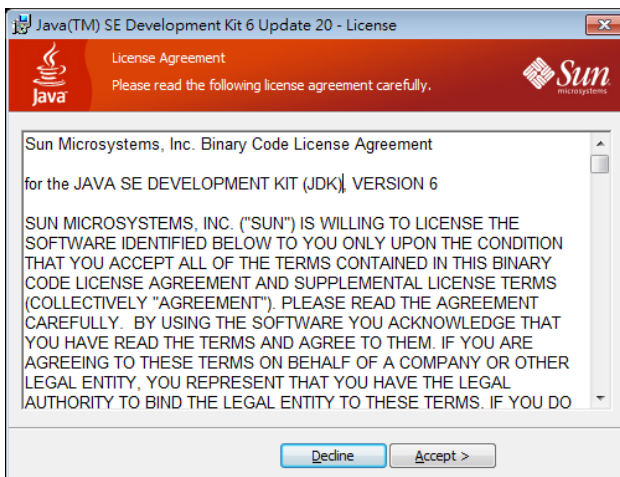 Java(TM) SE Development Kit 6 Update 20 - License
License Agreement
Please read the following license agreement carefully.
Java
Sun
microsystems
Sun Microsystems, Inc. Binary Code License Agreement
for the JAVA SE DEVELOPMENT KIT (JDK), VERSION 6
SUN MICROSYSTEMS, INC. ("SUN") IS WILLING TO LICENSE THE
SOFTWARE IDENTIFIED BELOW TO YOU ONLY UPON THE CONDITION
THAT YOU ACCEPT ALL OF THE TERMS CONTAINED IN THIS BINARY
CODE LICENSE AGREEMENT AND SUPPLEMENTAL LICENSE TERMS
(COLLECTIVELY "AGREEMENT"). PLEASE READ THE AGREEMENT
CAREFULLY.  BY USING THE SOFTWARE YOU ACKNOWLEDGE THAT
YOU HAVE READ THE TERMS AND AGREE TO THEM. IF YOU ARE
AGREEING TO THESE TERMS ON BEHALF OF A COMPANY OR OTHER
LEGAL ENTITY, YOU REPRESENT THAT YOU HAVE THE LEGAL
AUTHORITY TO BIND THE LEGAL ENTITY TO THESE TERMS. IF YOU DO
Decline
Accept >